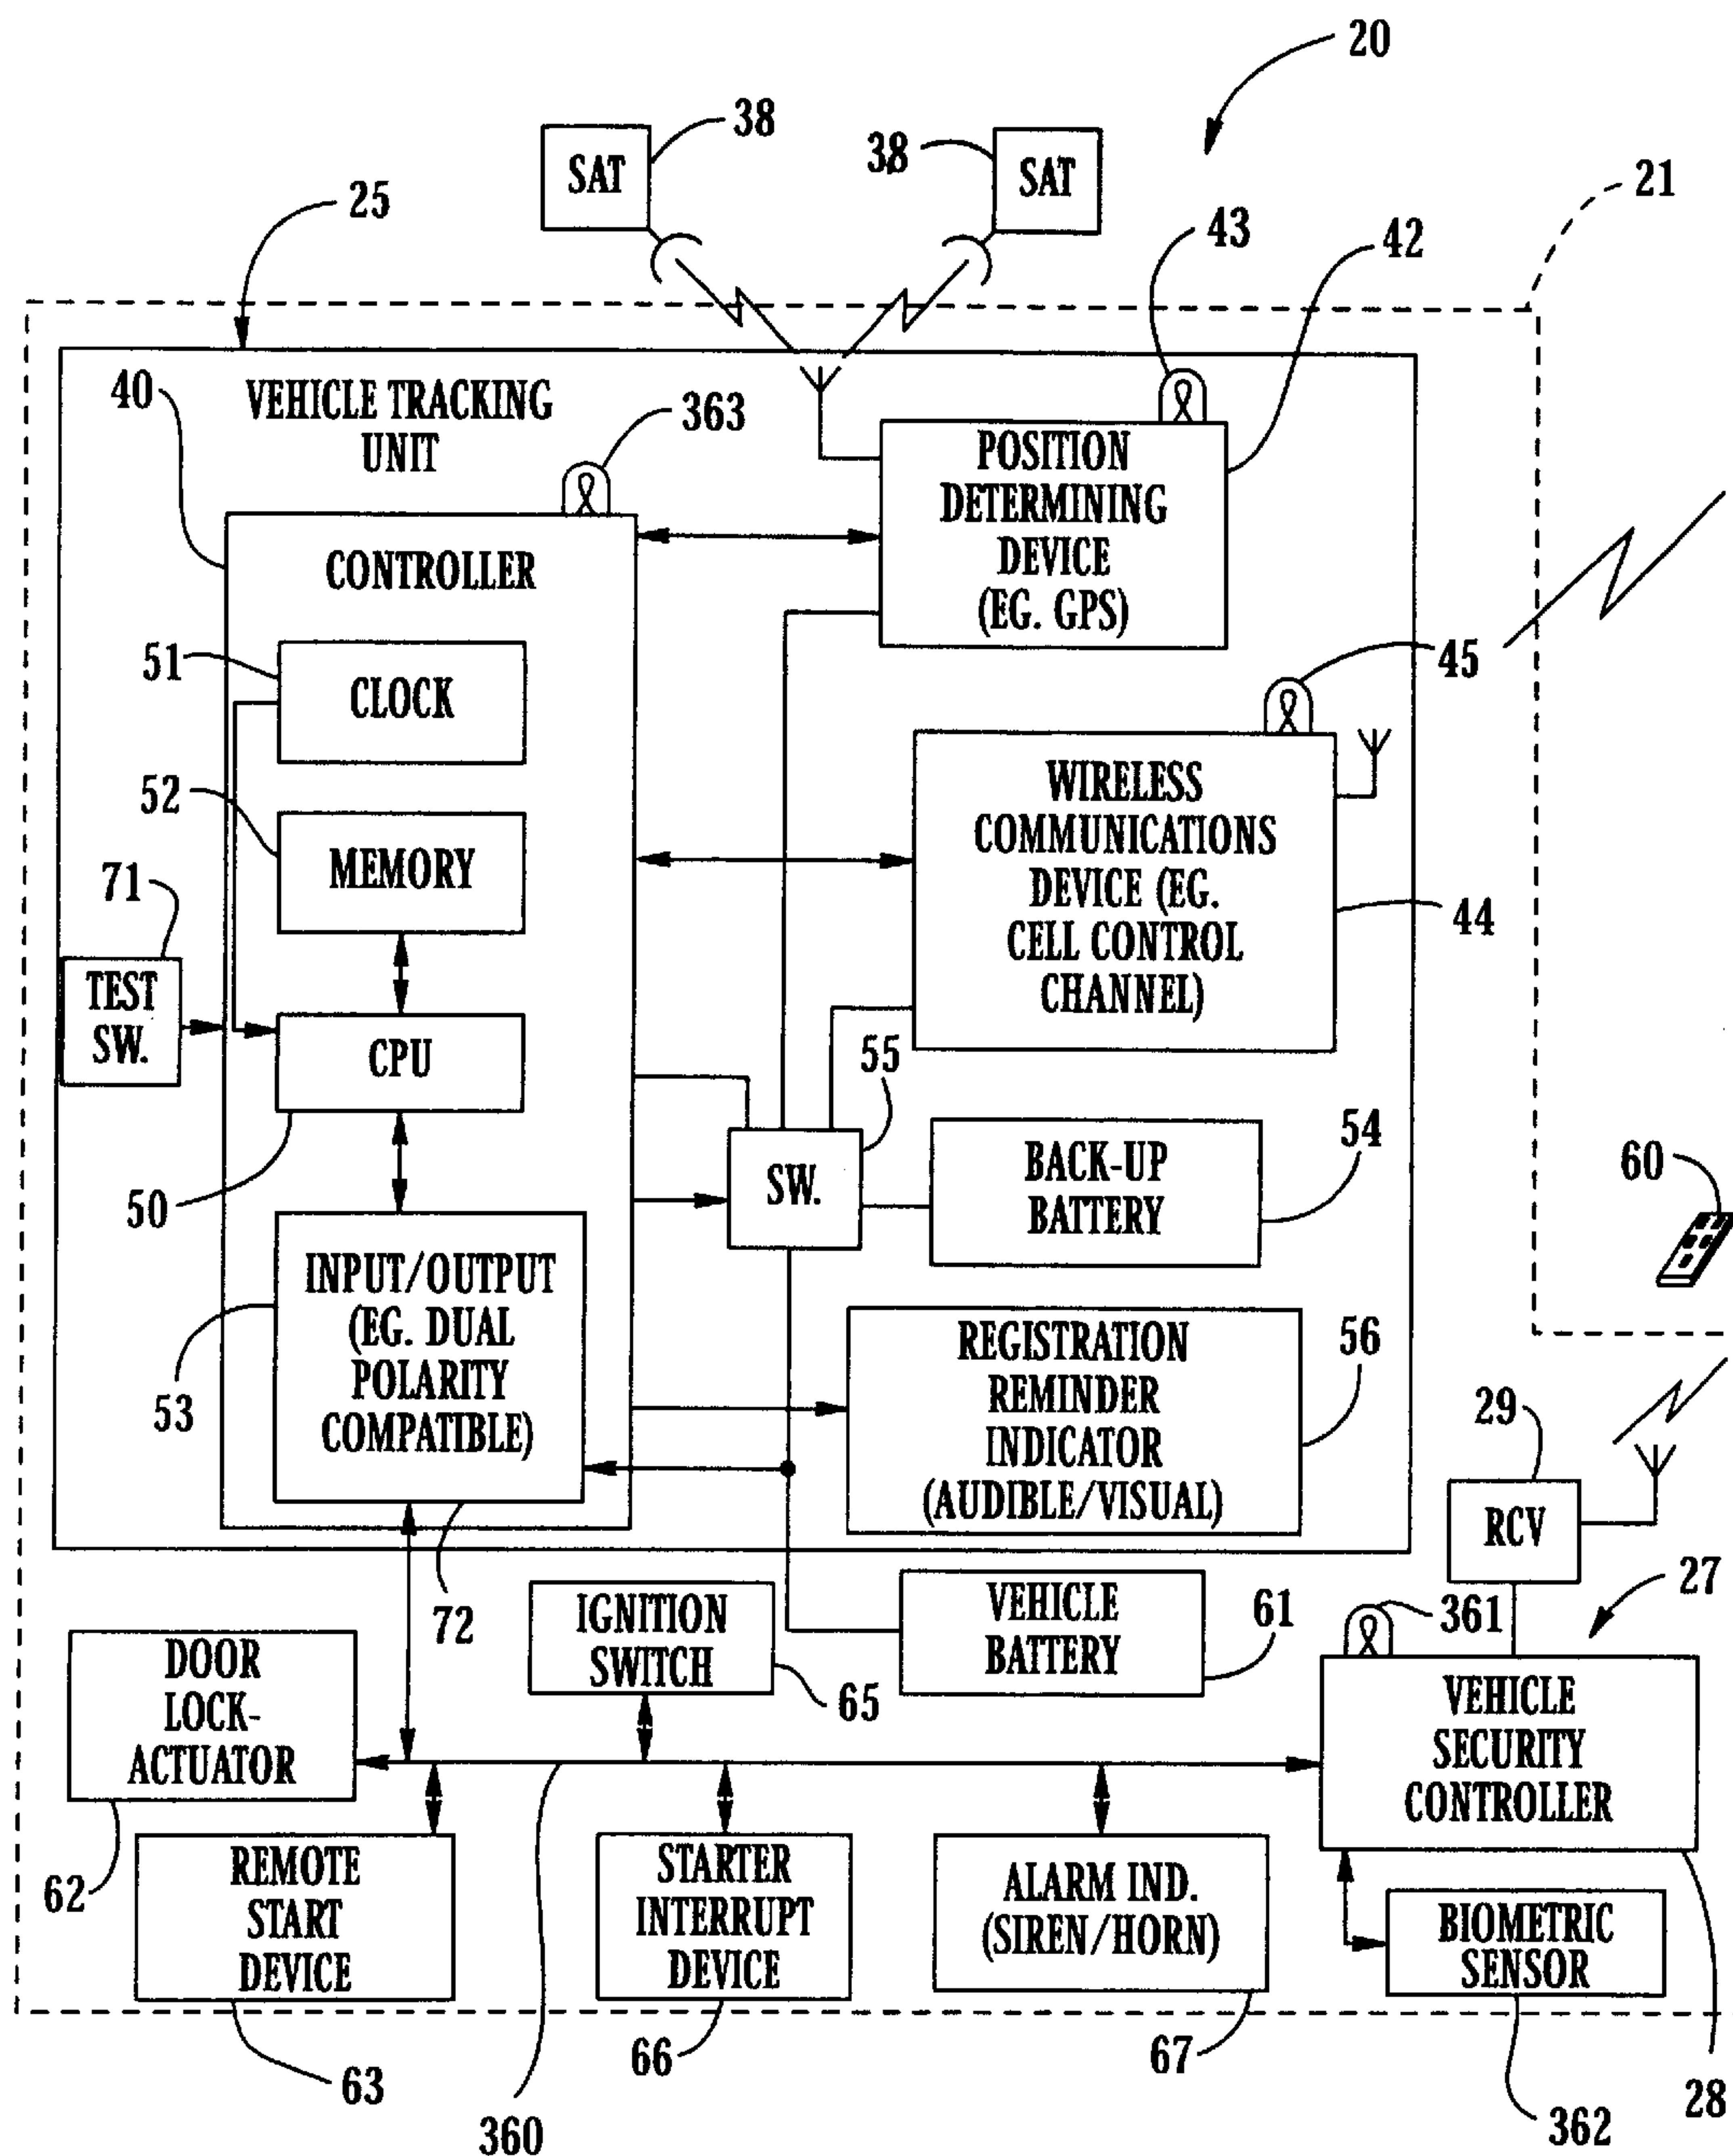 20
38
38
SAT
SAT
21
25
43
42
40
VEHICLE TRACKING
UNIT
363
POSITION
DETERMINING
DEVICE
(EG. GPS)
CONTROLLER
51
CLOCK
45
52
MEMORY
WIRELESS
COMMUNICATIONS
DEVICE (EG.
CELL CONTROL
CHANNEL)
44
71
TEST
SW.
CPU
55
50
SW.
BACK-UP
BATTERY
54
60
INPUT/OUTPUT
(EG. DUAL
POLARITY
COMPATIBLE)
53
REGISTRATION
REMINDER
INDICATOR
(AUDIBLE/VISUAL)
56
29
RCV
72
IGNITION
SWITCH
65
VEHICLE
BATTERY
61
361
27
DOOR
LOCK-
ACTUATOR
62
VEHICLE
SECURITY
CONTROLLER
REMOTE
START
DEVICE
63
STARTER
INTERRUPT
DEVICE
66
ALARM IND.
(SIREN/HORN)
67
BIOMETRIC
SENSOR
28
360
362